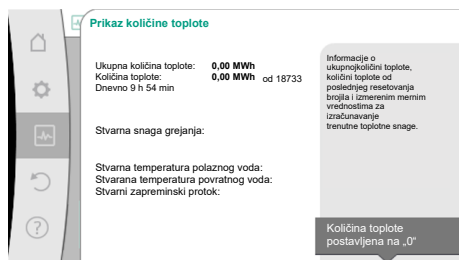 Prikaz količine toplote
Ukupna količina toplote: 0,00 MWh
Količina toplote: 0,00 MWh od 18733
Dnevno 9 h 54 min
Stvarna snaga grejanja:
Stvarna temperatura polaznog voda:
Stvarana temperatura povratnog voda:
Stvarni zapreminski protok:
Informacije o
ukupnojkoličini toplote,
količini toplote od
poslednjeg resetovanja
brojila i izmerenim mernim
vrednostima za
izračunavanje
trenutne toplotne snage.
Količina toplote
postavljena na „0“
?